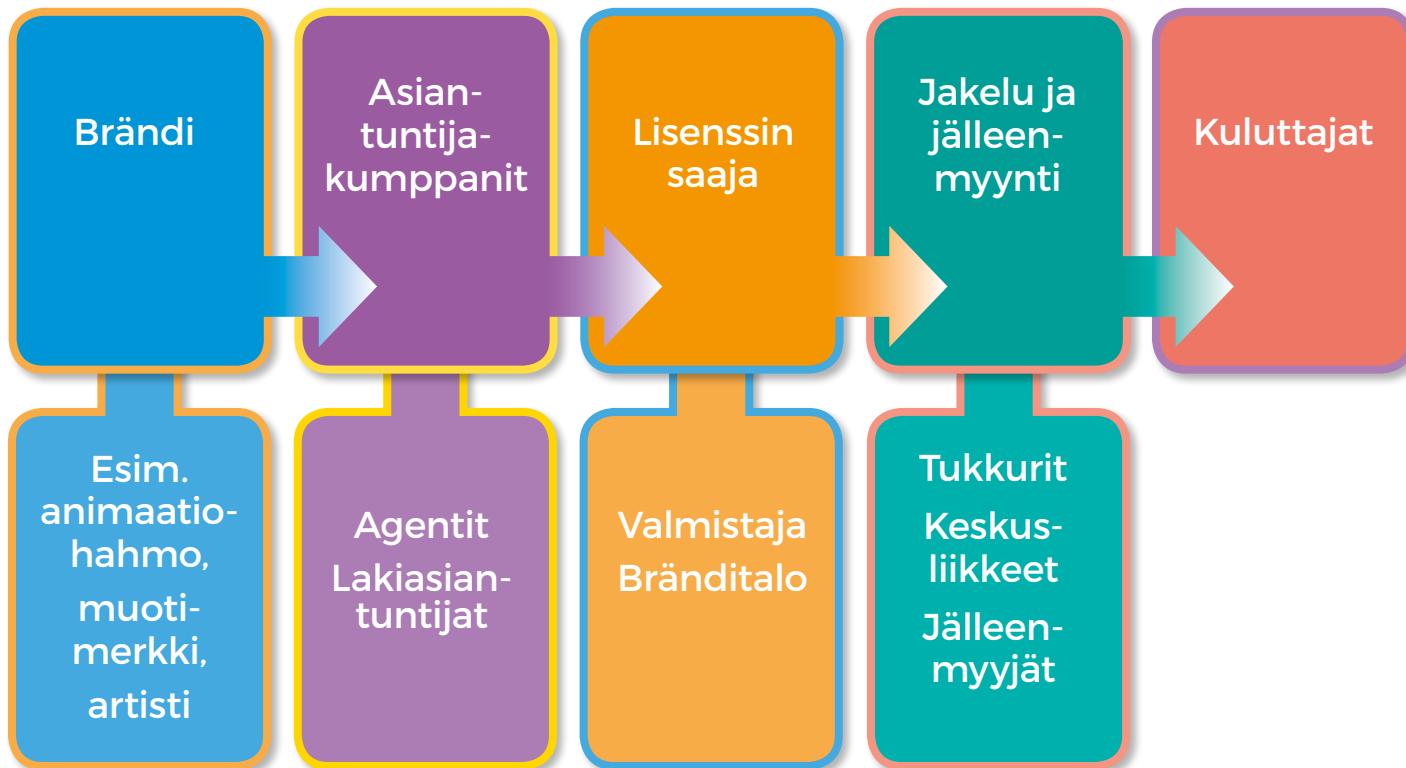 Brändi
Asian-
tuntija-
kumppanit
Lisenssin
saaja
Jakelu ja
jälleen-
myynti
Kuluttajat
Esim.
animaatio-
hahmo,
muoti-
merkki,
artisti
Agentit
Lakiasian-
tuntijat
Valmistaja
Bränditalo
Tukkurit
Keskus-
liikkeet
Jälleen-
myyjät